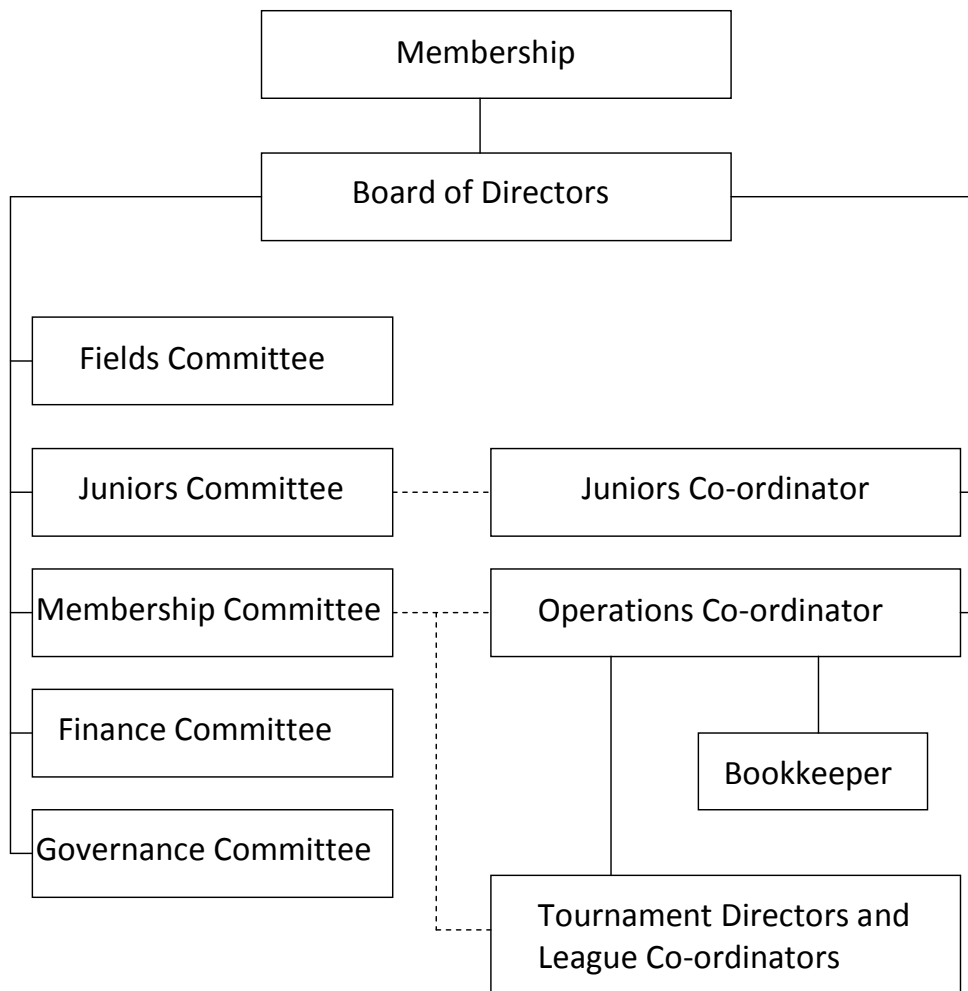 Membership
Board of Directors
Fields Committee
Juniors Committee
Juniors Co-ordinator
Membership Committee
Operations Co-ordinator
Finance Committee
Bookkeeper
Governance Committee
Tournament Directors and
League Co-ordinators